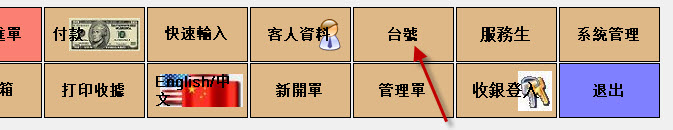 單
付款
快速輸入
客人資料
台號
服務生
系統管理
箱
打印收據
English/中
文
新開單
管理單
收銀登入
退出